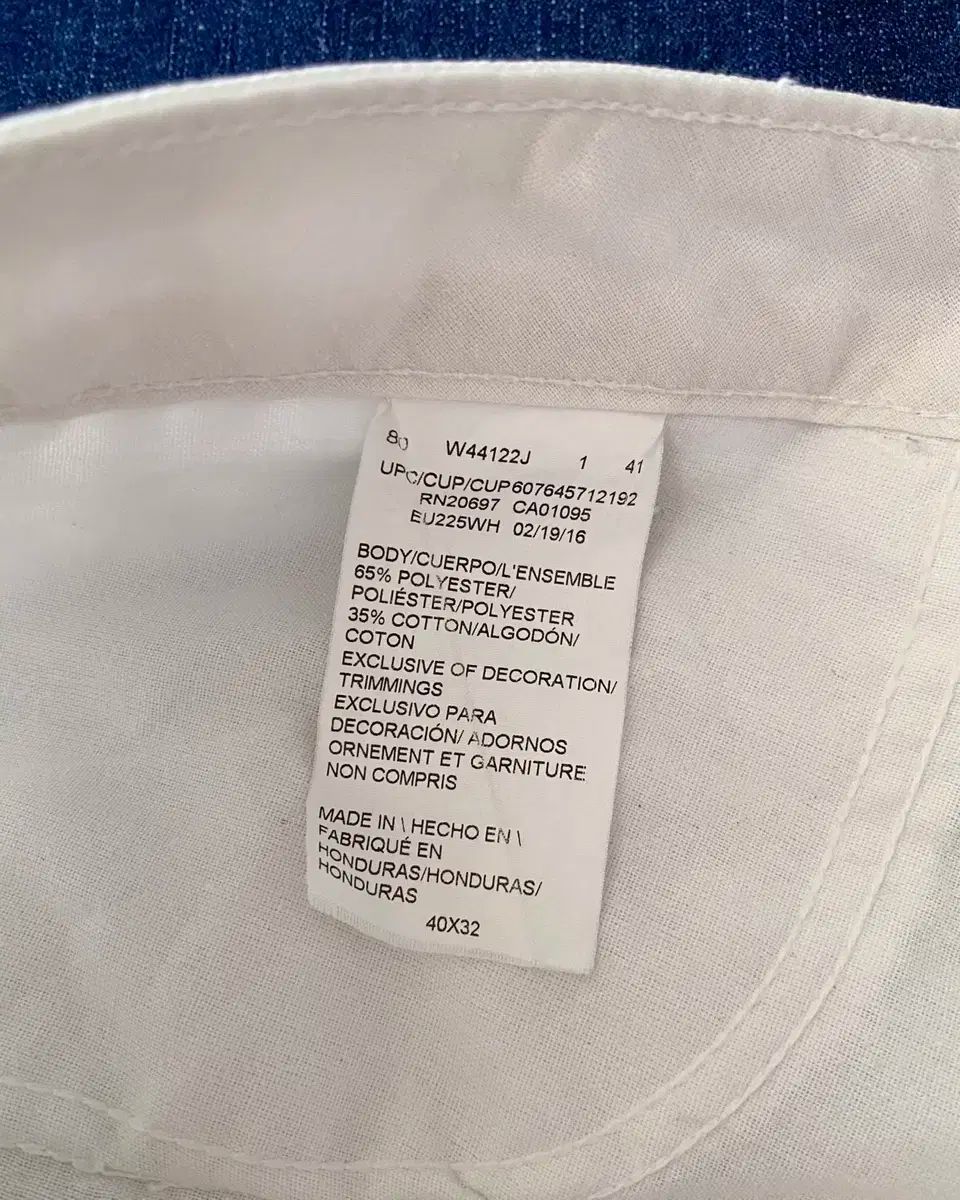 80 W44122J 1 41
UPC/CUP/CUP607645712192
RN20697 CA01095
EU225WH 02/19/16
BODY/CUERPO/L'ENSEMBLE
65% POLYESTER/
POLIÉSTER/POLYESTER
35% COTTON/ALGODÓN/
COTON
EXCLUSIVE OF DECORATION/
TRIMMINGS
EXCLUSIVO PARA
DECORACIÓN/ ADORNOS
ORNEMENT ET GARNITURE
NON COMPRIS
MADE IN \ HECHO EN \
FABRIQUÉ EN
HONDURAS/HONDURAS/
HONDURAS
40X32